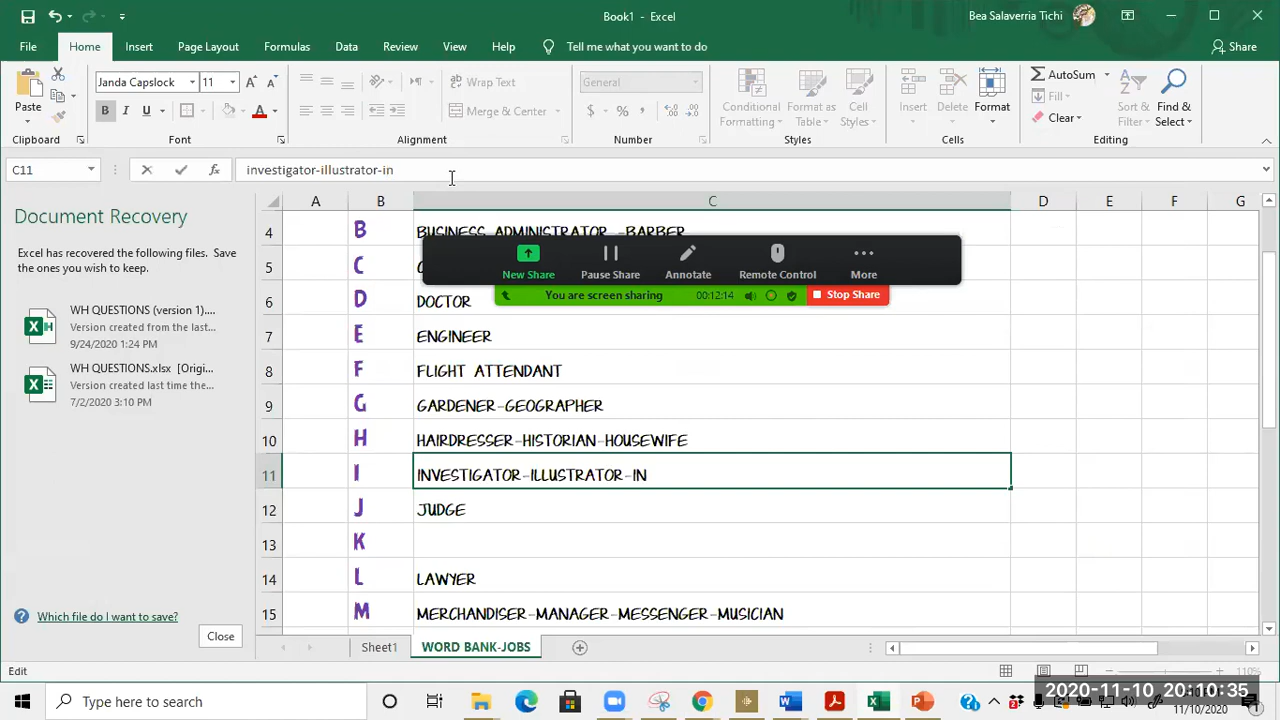 Book1 - Excel
Bea Salaverria Tichi
File Home Insert Page Layout Formulas Data Review View Help Tell me what you want to do Share
Paste
Clipboard
Janda Capslock 11
B I U
Font
Wrap Text
Merge & Center
Alignment
General
$ % ,
Number
Conditional Formatting
Format as Table
Cell Styles
Styles
Insert Delete Format
Cells
AutoSum
Fill
Clear
Sort & Filter
Find & Select
Editing
C11 fx investigator-illustrator-in
Document Recovery
Excel has recovered the following files. Save
the ones you wish to keep.
WH QUESTIONS (version 1)....
Version created from the last...
9/24/2020 1:24 PM
WH QUESTIONS.xlsx [Origi...
Version created last time the...
7/2/2020 3:10 PM
Which file do I want to save?
Close
A B C D E F G
4 B BUSINESS ADMINISTRATOR -BARBER
5 C
6 D DOCTOR
7 E ENGINEER
8 F FLIGHT ATTENDANT
9 G GARDENER-GEOGRAPHER
10 H HAIRDRESSER-HISTORIAN-HOUSEWIFE
11 I INVESTIGATOR-ILLUSTRATOR-IN
12 J JUDGE
13 K
14 L LAWYER
15 M MERCHANDISER-MANAGER-MESSENGER-MUSICIAN
New Share Pause Share Annotate Remote Control More
You are screen sharing 00:12:14 Stop Share
Sheet1 WORD BANK-JOBS
Edit 110%
Type here to search
2020-11-10 20:10:35
11/10/2020